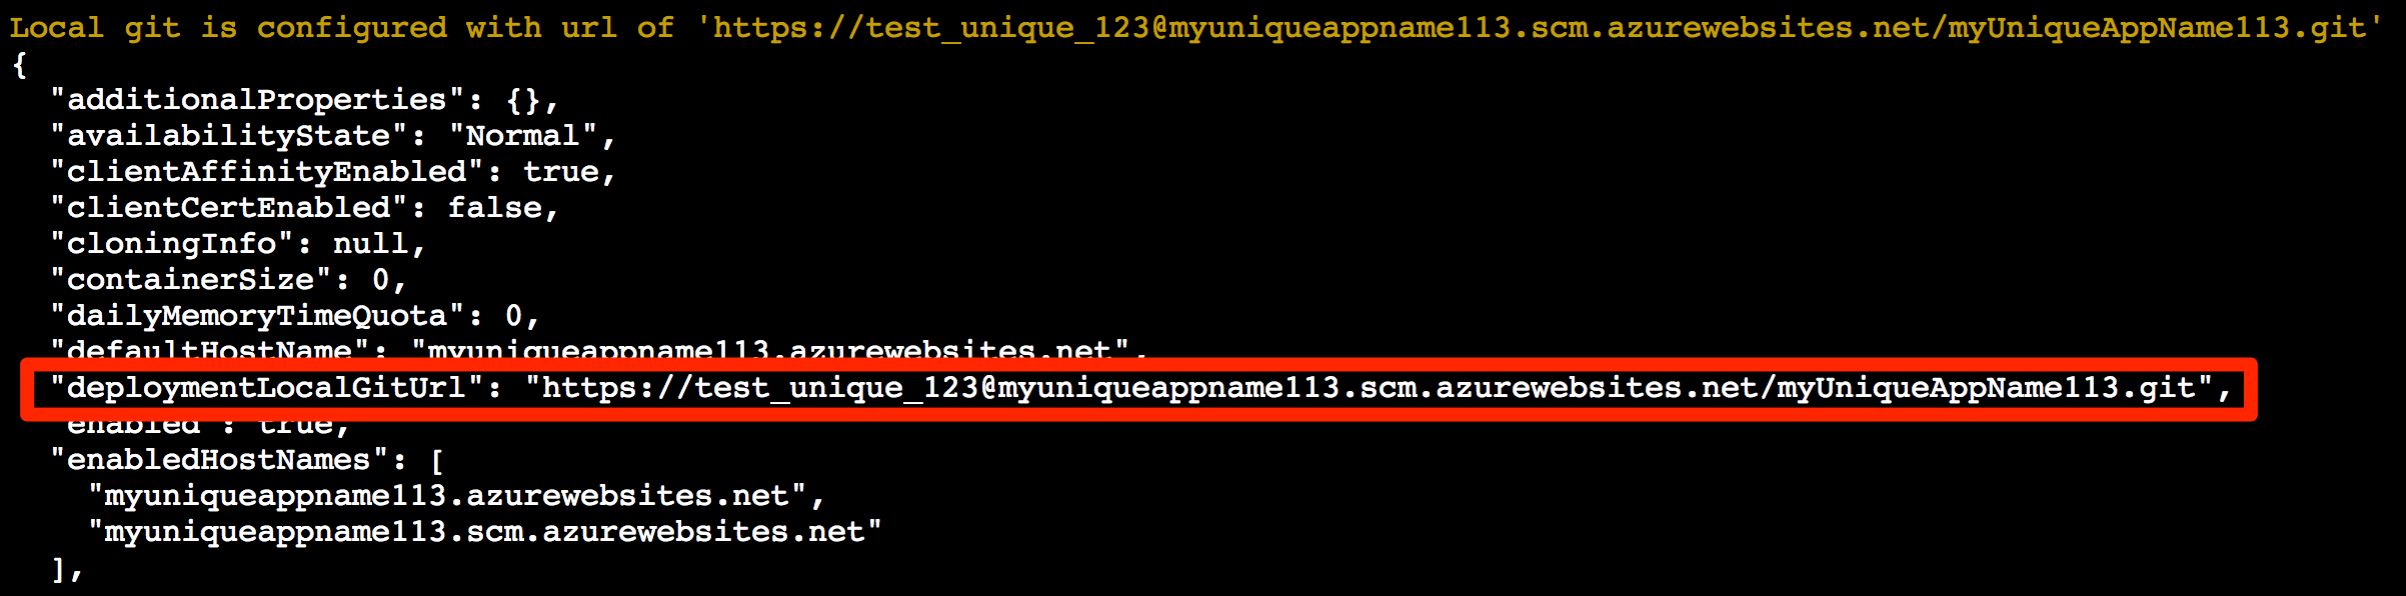 Local git is configured with url of 'https://test_unique_123@myuniqueappname113.scm.azurewebsites.net/myUniqueAppName113.git'
{
"additionalProperties": {},
"availabilityState": "Normal",
"clientAffinityEnabled": true,
"clientCertEnabled": false,
"cloningInfo": null,
"containerSize": 0,
"dailyMemoryTimeQuota": 0,
"defaultHostName": "myuniqueappname113.azurewebsites.net",
"deploymentLocalGitUrl": "https://test_unique_123@myuniqueappname113.scm.azurewebsites.net/myUniqueAppName113.git",
"enabled": true,
"enabledHostNames": [
"myuniqueappname113.azurewebsites.net",
"myuniqueappname113.scm.azurewebsites.net"
],